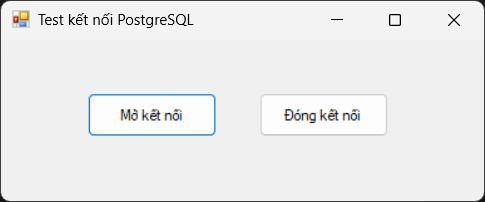 Test kết nối PostgreSQL
Mở kết nối
Đóng kết nối